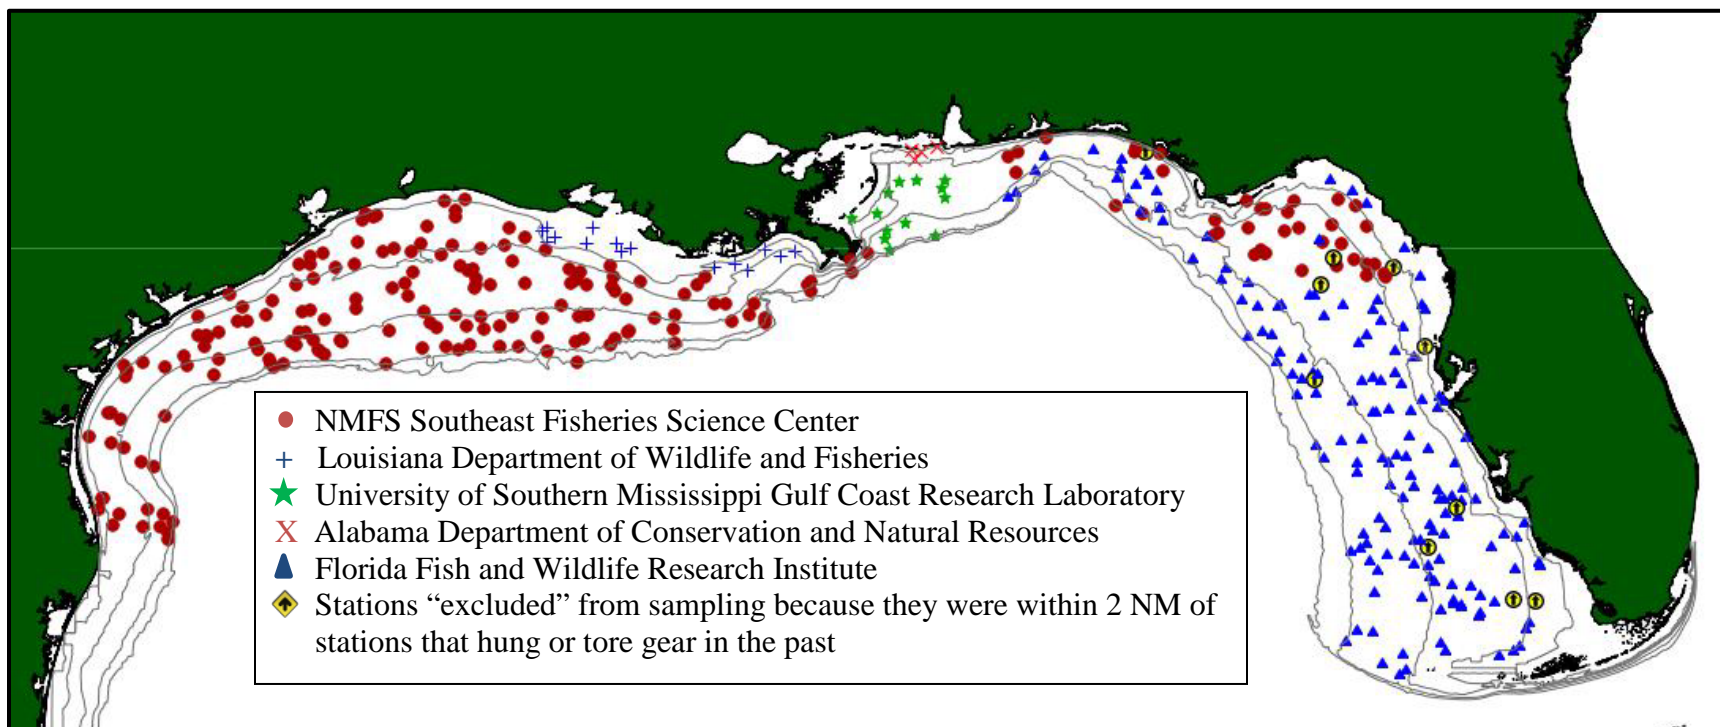 NMFS Southeast Fisheries Science Center
Louisiana Department of Wildlife and Fisheries
University of Southern Mississippi Gulf Coast Research Laboratory
Alabama Department of Conservation and Natural Resources
Florida Fish and Wildlife Research Institute
Stations “excluded” from sampling because they were within 2 NM of
stations that hung or tore gear in the past